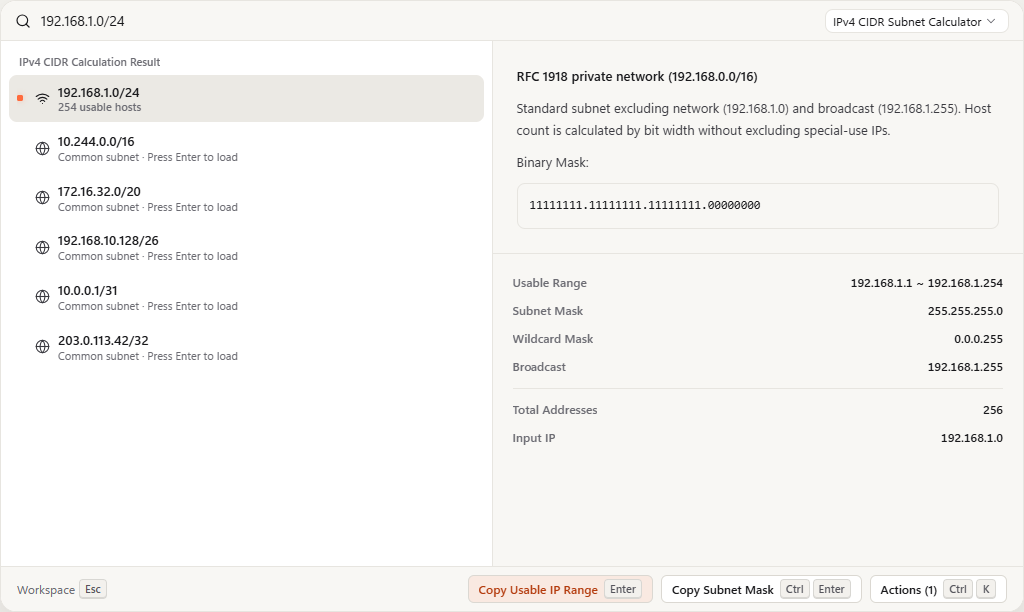 192.168.1.0/24
IPv4 CIDR Subnet Calculator
IPv4 CIDR Calculation Result
192.168.1.0/24
254 usable hosts
10.244.0.0/16
Common subnet · Press Enter to load
172.16.32.0/20
Common subnet · Press Enter to load
192.168.10.128/26
Common subnet · Press Enter to load
10.0.0.1/31
Common subnet · Press Enter to load
203.0.113.42/32
Common subnet · Press Enter to load
RFC 1918 private network (192.168.0.0/16)
Standard subnet excluding network (192.168.1.0) and broadcast (192.168.1.255). Host
count is calculated by bit width without excluding special-use IPs.
Binary Mask:
11111111.11111111.11111111.00000000
Usable Range 192.168.1.1 ~ 192.168.1.254
Subnet Mask 255.255.255.0
Wildcard Mask 0.0.0.255
Broadcast 192.168.1.255
Total Addresses 256
Input IP 192.168.1.0
Workspace Esc
Copy Usable IP Range Enter
Copy Subnet Mask Ctrl Enter
Actions (1) Ctrl K